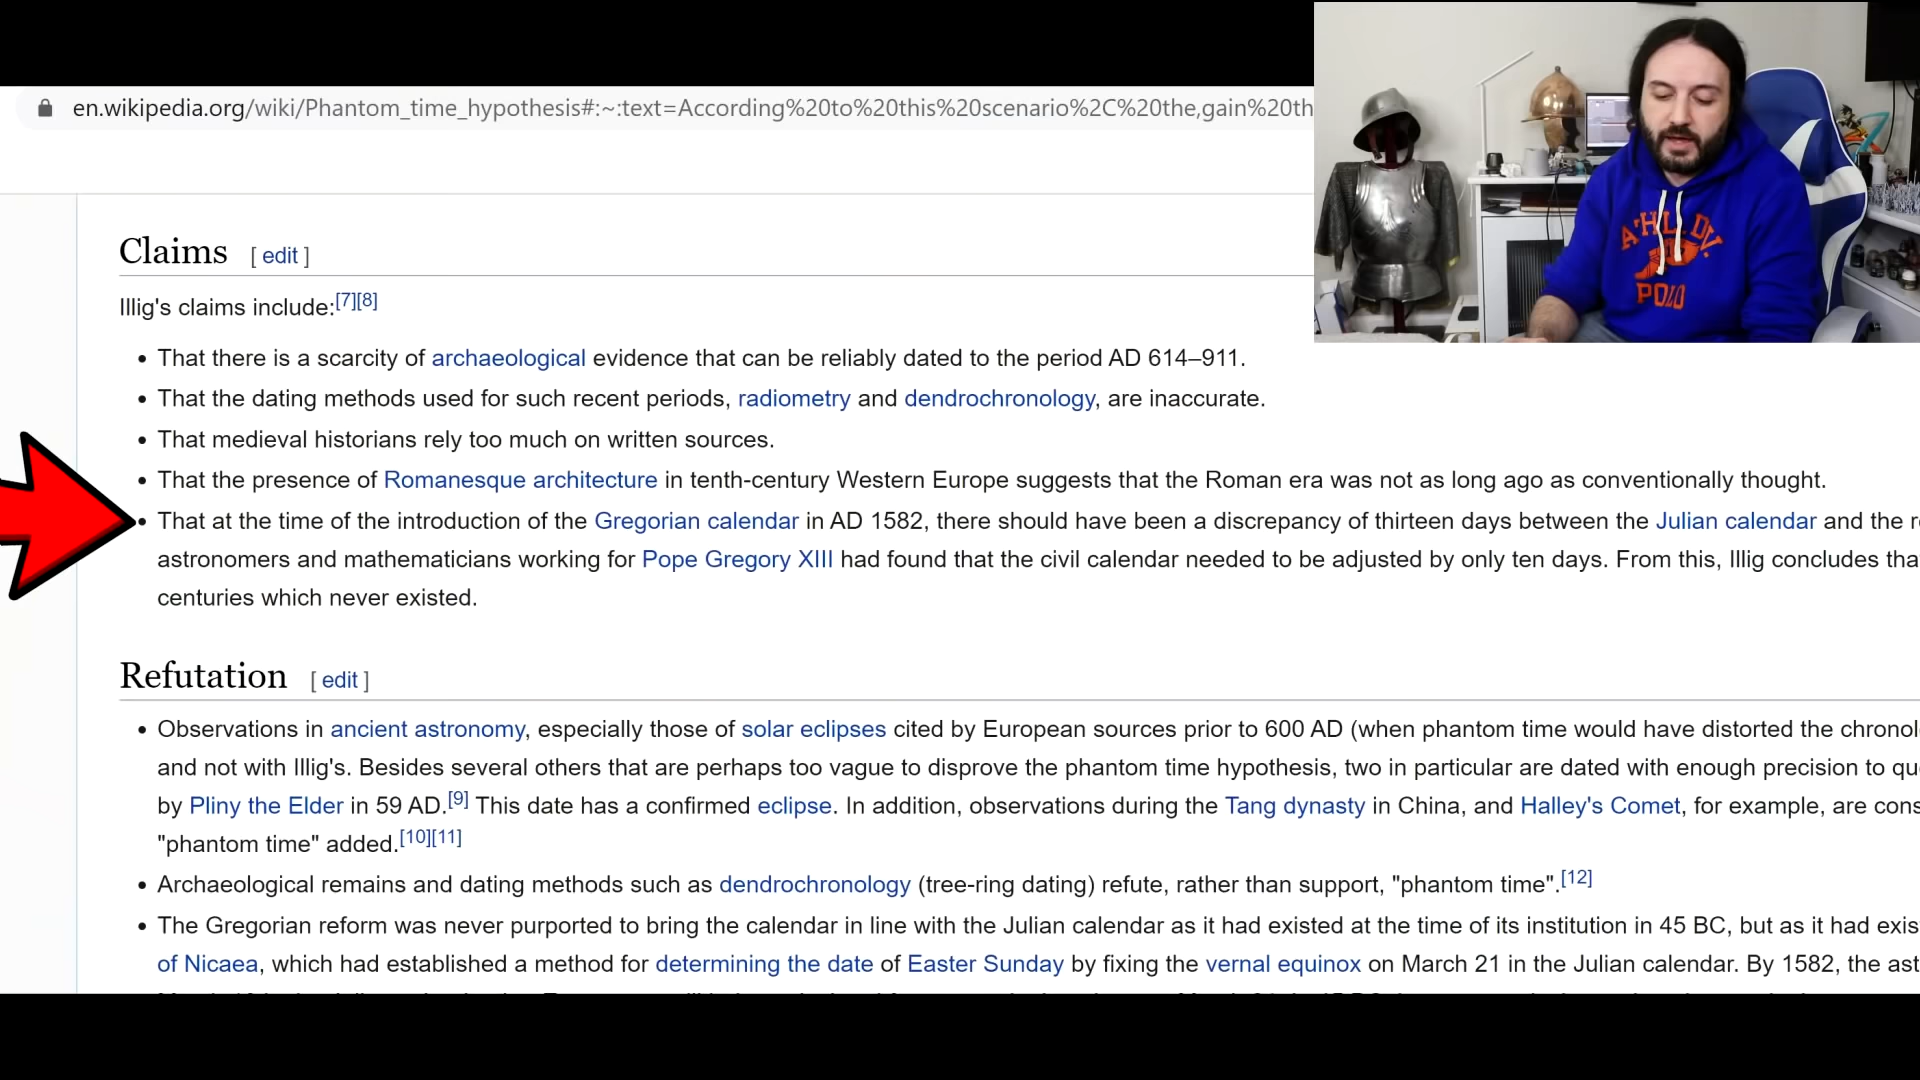 en.wikipedia.org/wiki/Phantom_time_hypothesis#:~:text=According%20to%20this%20scenario%2C%20the,gain%20th
Claims [ edit ]
Illig's claims include:[7][8]
• That there is a scarcity of archaeological evidence that can be reliably dated to the period AD 614–911.
• That the dating methods used for such recent periods, radiometry and dendrochronology, are inaccurate.
• That medieval historians rely too much on written sources.
• That the presence of Romanesque architecture in tenth-century Western Europe suggests that the Roman era was not as long ago as conventionally thought.
• That at the time of the introduction of the Gregorian calendar in AD 1582, there should have been a discrepancy of thirteen days between the Julian calendar and the
astronomers and mathematicians working for Pope Gregory XIII had found that the civil calendar needed to be adjusted by only ten days. From this, Illig concludes tha
centuries which never existed.
Refutation [ edit ]
• Observations in ancient astronomy, especially those of solar eclipses cited by European sources prior to 600 AD (when phantom time would have distorted the chronol
and not with Illig's. Besides several others that are perhaps too vague to disprove the phantom time hypothesis, two in particular are dated with enough precision to qu
by Pliny the Elder in 59 AD.[9] This date has a confirmed eclipse. In addition, observations during the Tang dynasty in China, and Halley's Comet, for example, are cons
"phantom time" added.[10][11]
• Archaeological remains and dating methods such as dendrochronology (tree-ring dating) refute, rather than support, "phantom time".[12]
• The Gregorian reform was never purported to bring the calendar in line with the Julian calendar as it had existed at the time of its institution in 45 BC, but as it had exis
of Nicaea, which had established a method for determining the date of Easter Sunday by fixing the vernal equinox on March 21 in the Julian calendar. By 1582, the ast
POLO